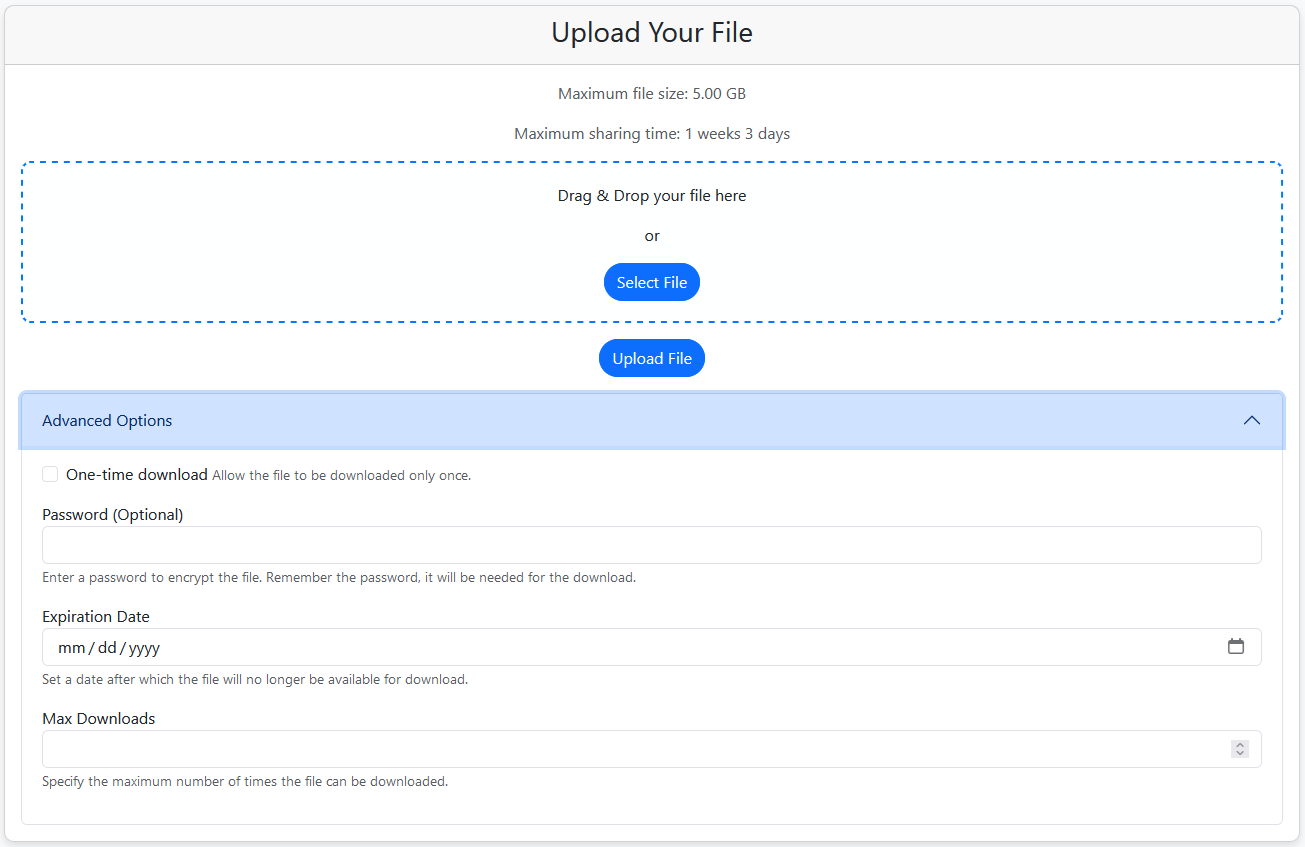 Upload Your File
Maximum file size: 5.00 GB
Maximum sharing time: 1 weeks 3 days
Drag & Drop your file here
or
Select File
Upload File
Advanced Options
One-time download Allow the file to be downloaded only once.
Password (Optional)
Enter a password to encrypt the file. Remember the password, it will be needed for the download.
Expiration Date
mm/dd/yyyy
Set a date after which the file will no longer be available for download.
Max Downloads
Specify the maximum number of times the file can be downloaded.